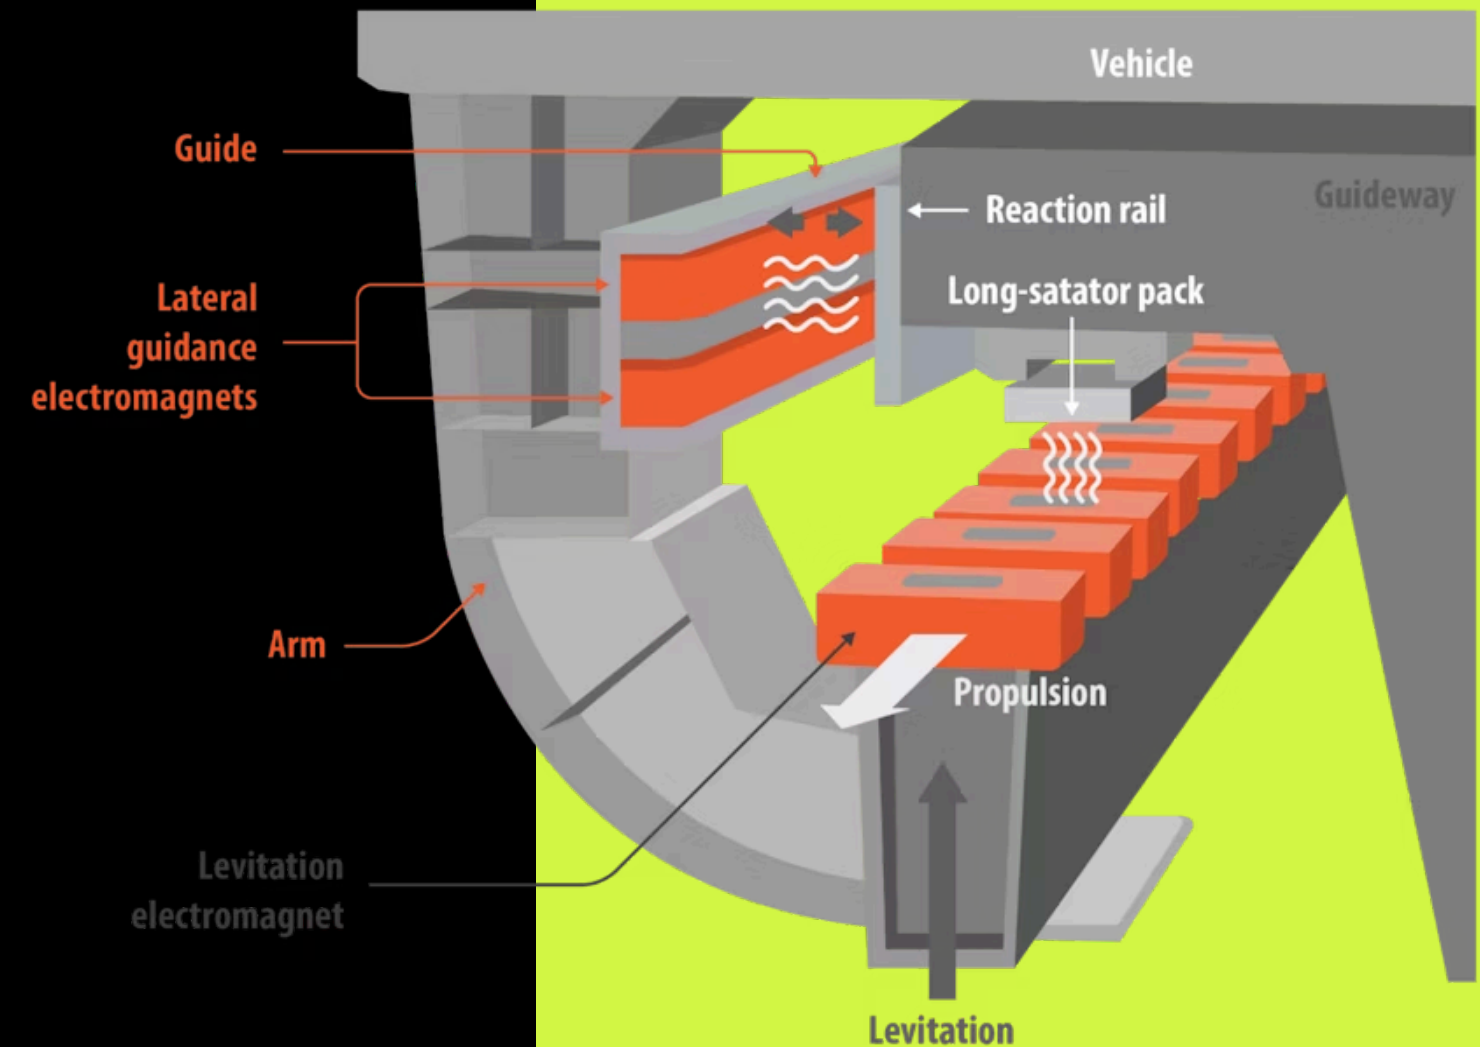 Vehicle
Guide
Guideway
Reaction rail
Long-satator pack
Lateral
guidance
electromagnets
Arm
Propulsion
Levitation
electromagnet
Levitation